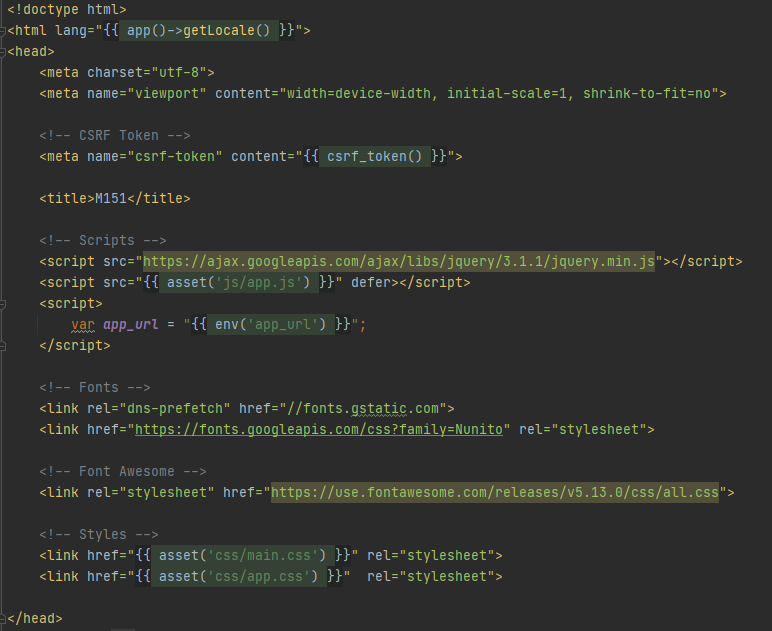 <!doctype html>
<html lang="{{ app()->getLocale() }}">
<head>
    <meta charset="utf-8">
    <meta name="viewport" content="width=device-width, initial-scale=1, shrink-to-fit=no">

    <!-- CSRF Token -->
    <meta name="csrf-token" content="{{ csrf_token() }}">

    <title>M151</title>

    <!-- Scripts -->
    <script src="https://ajax.googleapis.com/ajax/libs/jquery/3.1.1/jquery.min.js"></script>
    <script src="{{ asset('js/app.js') }}" defer></script>
    <script>
        var app_url = "{{ env('app_url') }}";
    </script>

    <!-- Fonts -->
    <link rel="dns-prefetch" href="//fonts.gstatic.com">
    <link href="https://fonts.googleapis.com/css?family=Nunito" rel="stylesheet">

    <!-- Font Awesome -->
    <link rel="stylesheet" href="https://use.fontawesome.com/releases/v5.13.0/css/all.css">

    <!-- Styles -->
    <link href="{{ asset('css/main.css') }}" rel="stylesheet">
    <link href="{{ asset('css/app.css') }}"  rel="stylesheet">

</head>